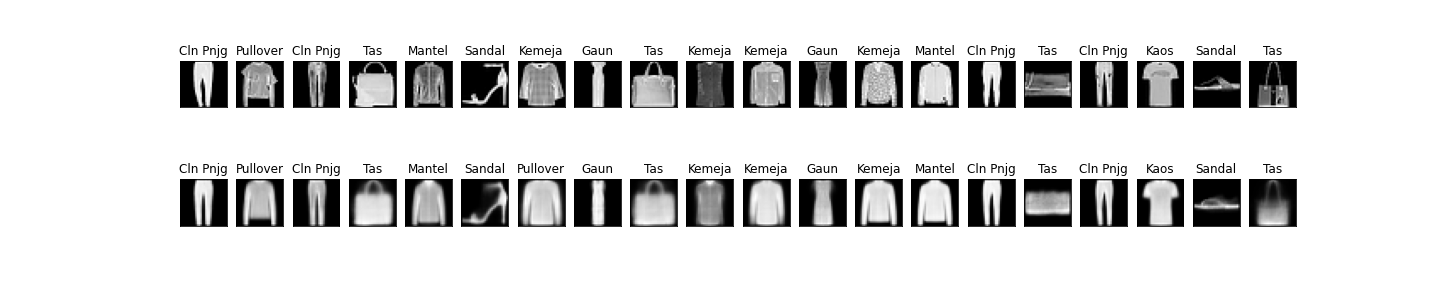 Cln Pnjg Pullover Cln Pnjg Tas Mantel Sandal Kemeja Gaun Tas Kemeja Kemeja Gaun Kemeja Mantel Cln Pnjg Tas Cln Pnjg Kaos Sandal Tas
Cln Pnjg Pullover Cln Pnjg Tas Mantel Sandal Pullover Gaun Tas Kemeja Kemeja Gaun Kemeja Mantel Cln Pnjg Tas Cln Pnjg Kaos Sandal Tas